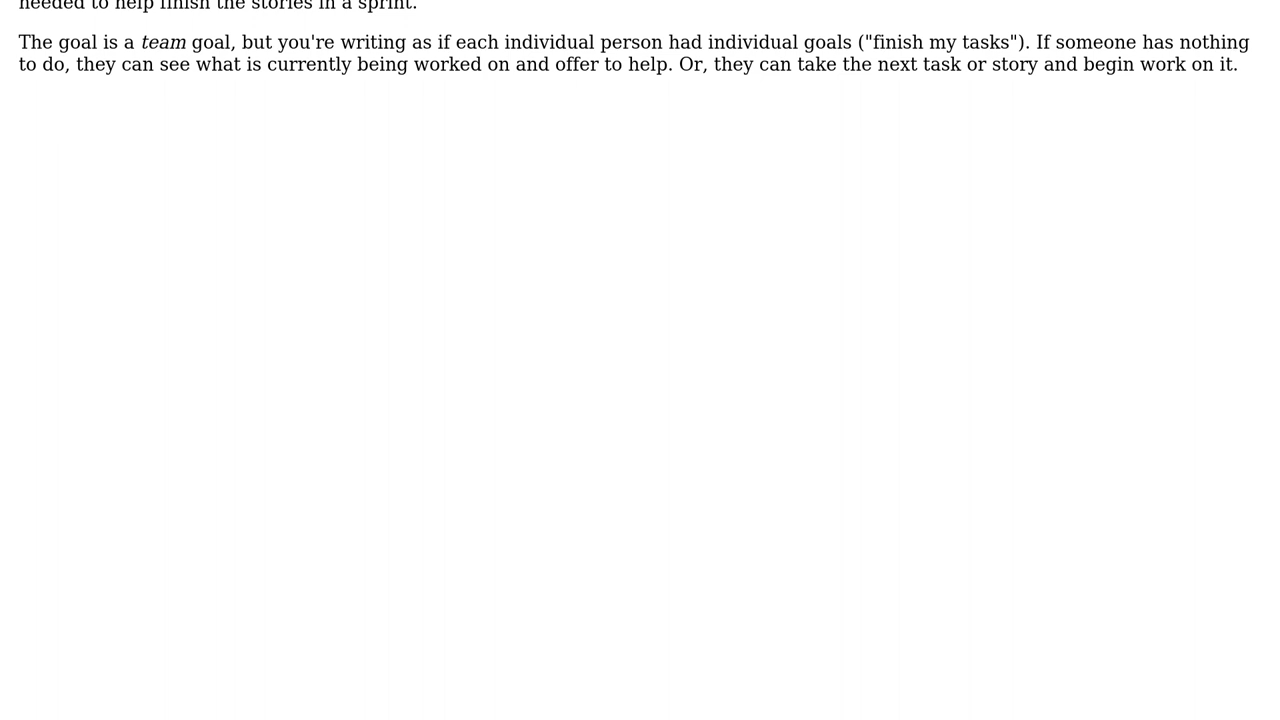 needed to help finish the stories in a sprint.
The goal is a team goal, but you're writing as if each individual person had individual goals ("finish my tasks"). If someone has nothing
to do, they can see what is currently being worked on and offer to help. Or, they can take the next task or story and begin work on it.